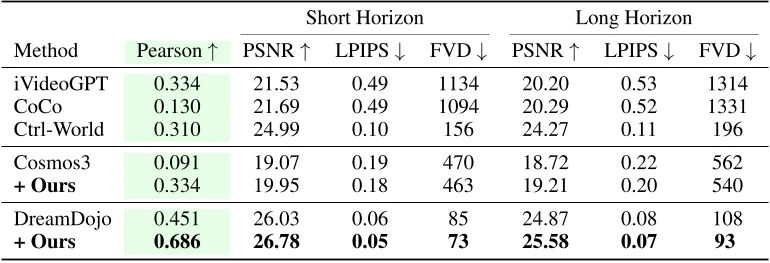 Short Horizon Long Horizon
Method Pearson ↑ PSNR ↑ LPIPS ↓ FVD ↓ PSNR ↑ LPIPS ↓ FVD ↓
iVideoGPT 0.334 21.53 0.49 1134 20.20 0.53 1314
CoCo 0.130 21.69 0.49 1094 20.29 0.52 1331
Ctrl-World 0.310 24.99 0.10 156 24.27 0.11 196
Cosmos3 0.091 19.07 0.19 470 18.72 0.22 562
+ Ours 0.334 19.95 0.18 463 19.21 0.20 540
DreamDojo 0.451 26.03 0.06 85 24.87 0.08 108
+ Ours 0.686 26.78 0.05 73 25.58 0.07 93